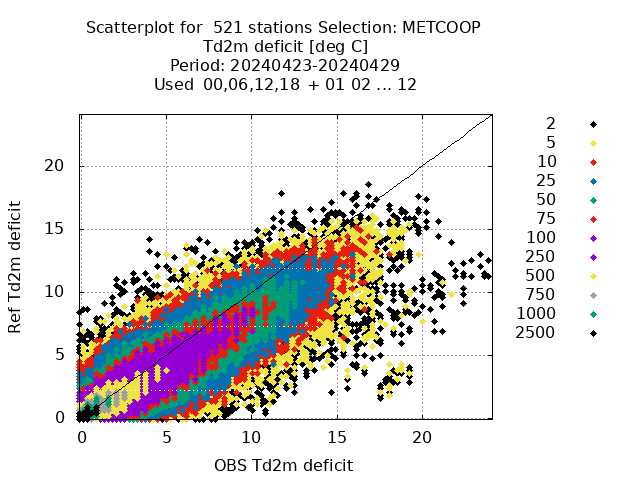 Scatterplot for  521 stations Selection: METCOOP
Td2m deficit [deg C]
Period: 20240423-20240429
Used  00,06,12,18 + 01 02 ... 12
Ref Td2m deficit
20
15
10
5
0
0 5 10 15 20
OBS Td2m deficit
2
5
10
25
50
75
100
250
500
750
1000
2500